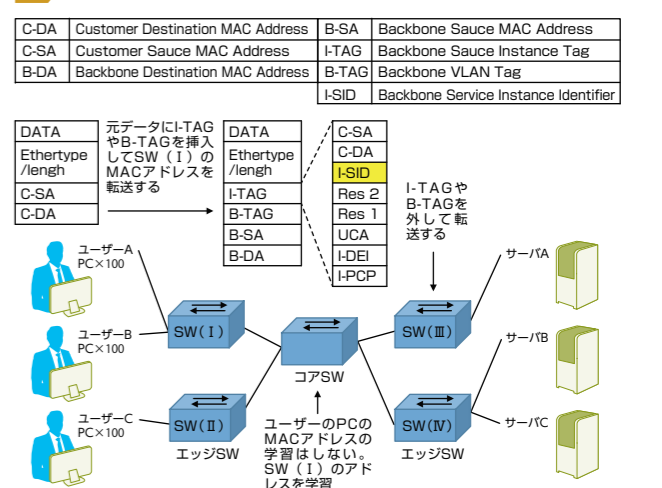 C-DA Customer Destination MAC Address B-SA Backbone Sauce MAC Address
C-SA Customer Sauce MAC Address I-TAG Backbone Sauce Instance Tag
B-DA Backbone Destination MAC Address B-TAG Backbone VLAN Tag
I-SID Backbone Service Instance Identifier
DATA
Ethertype
/lengh
C-SA
C-DA
元データにI-TAG
やB-TAGを挿入
してSW（Ⅰ）の
MACアドレスを
転送する
DATA
Ethertype
/lengh
I-TAG
B-TAG
B-SA
B-DA
C-SA
C-DA
I-SID
Res 2
Res 1
UCA
I-DEI
I-PCP
I-TAGや
B-TAGを
外して転
送する
ユーザーA
PC×100
ユーザーB
PC×100
ユーザーC
PC×100
SW(Ⅰ)
SW(Ⅱ)
エッジSW
コアSW
ユーザーのPCの
MACアドレスの
学習はしない。
SW（Ⅰ）のアド
レスを学習
SW(Ⅲ)
SW(Ⅳ)
エッジSW
サーバA
サーバB
サーバC